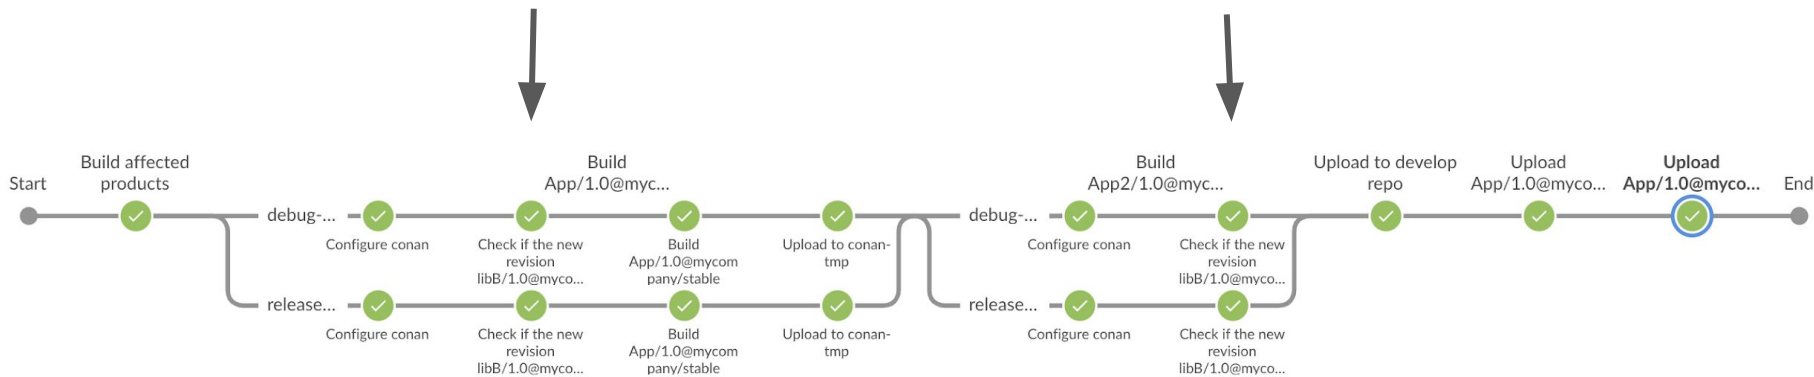 Start
Build affected
products
Build
App/1.0@myc...
Build
App2/1.0@myc...
Upload to develop
repo
Upload
App/1.0@myco...
Upload
App/1.0@myco...
End
debug-...
Configure conan
Check if the new
revision
libB/1.0@myco...
Build
App/1.0@mycom
pany/stable
Upload to conan-
tmp
debug-...
Configure conan
Check if the new
revision
libB/1.0@myco...
release...
Configure conan
Check if the new
revision
libB/1.0@myco...
Build
App/1.0@mycom
pany/stable
Upload to conan-
tmp
release...
Configure conan
Check if the new
revision
libB/1.0@myco...